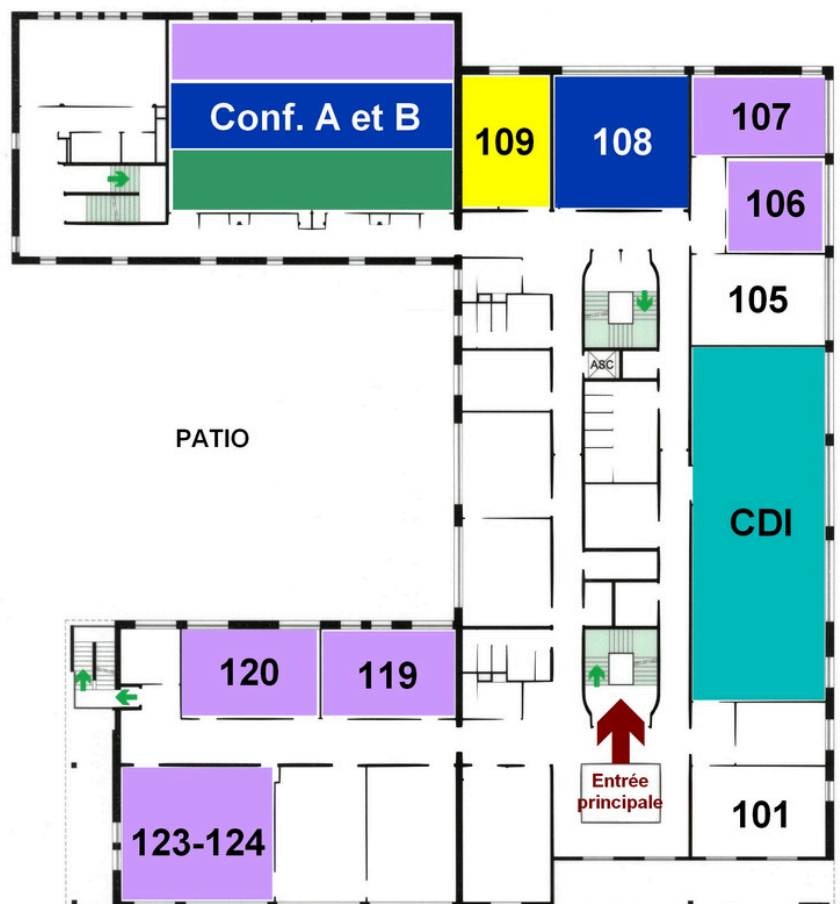 Conf. A et B
109
108
107
106
105
ASC
PATIO
CDI
120
119
Entrée
principale
123-124
101